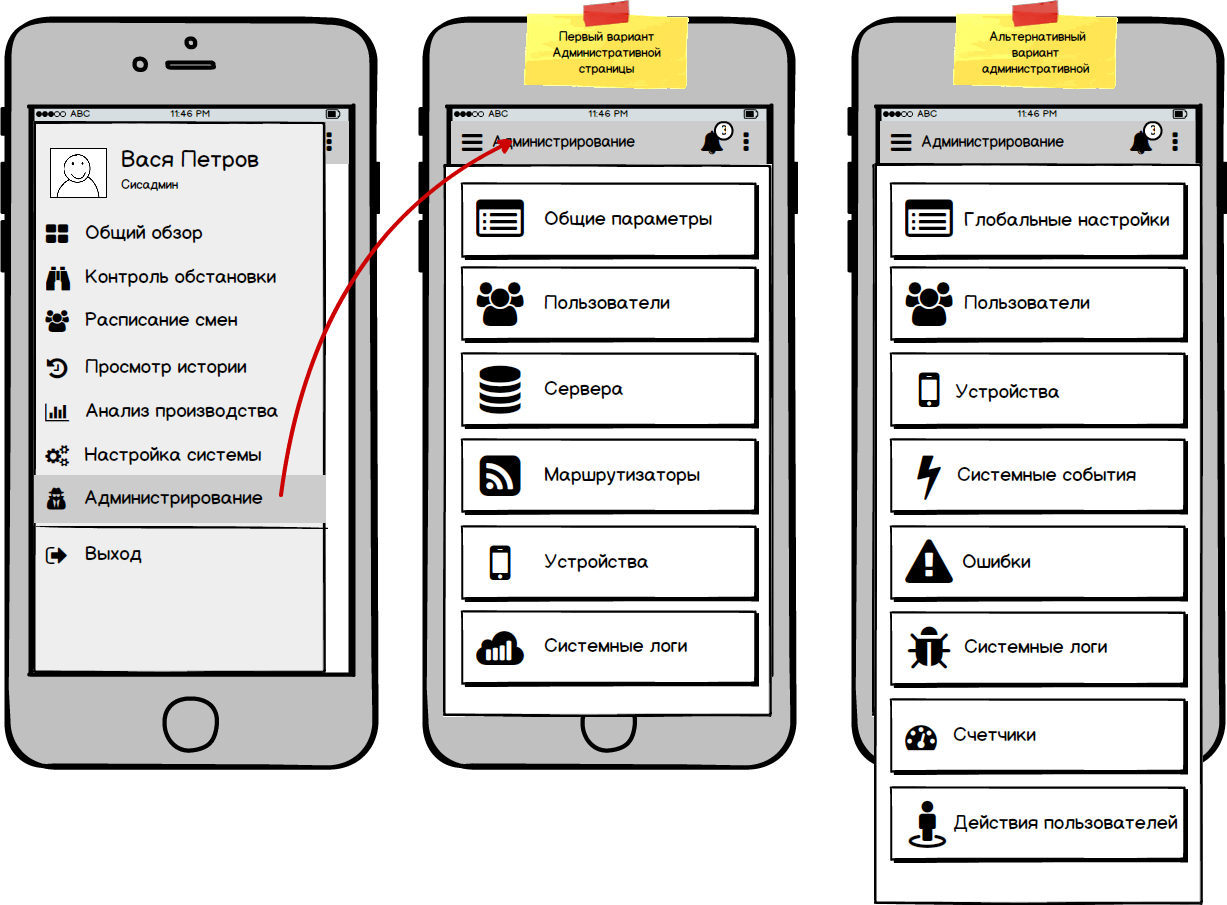 ABC 11:46 PM
Вася Петров
Сисадмин
Общий обзор
Контроль обстановки
Расписание смен
Просмотр истории
Анализ производства
Настройка системы
Администрирование
Выход
Первый вариант
Административной
страницы
ABC 11:46 PM
Администрирование 3
Общие параметры
Пользователи
Сервера
Маршрутизаторы
Устройства
Системные логи
Альтернативный
вариант
административной
ABC 11:46 PM
Администрирование 3
Глобальные настройки
Пользователи
Устройства
Системные события
Ошибки
Системные логи
Счетчики
Действия пользователей